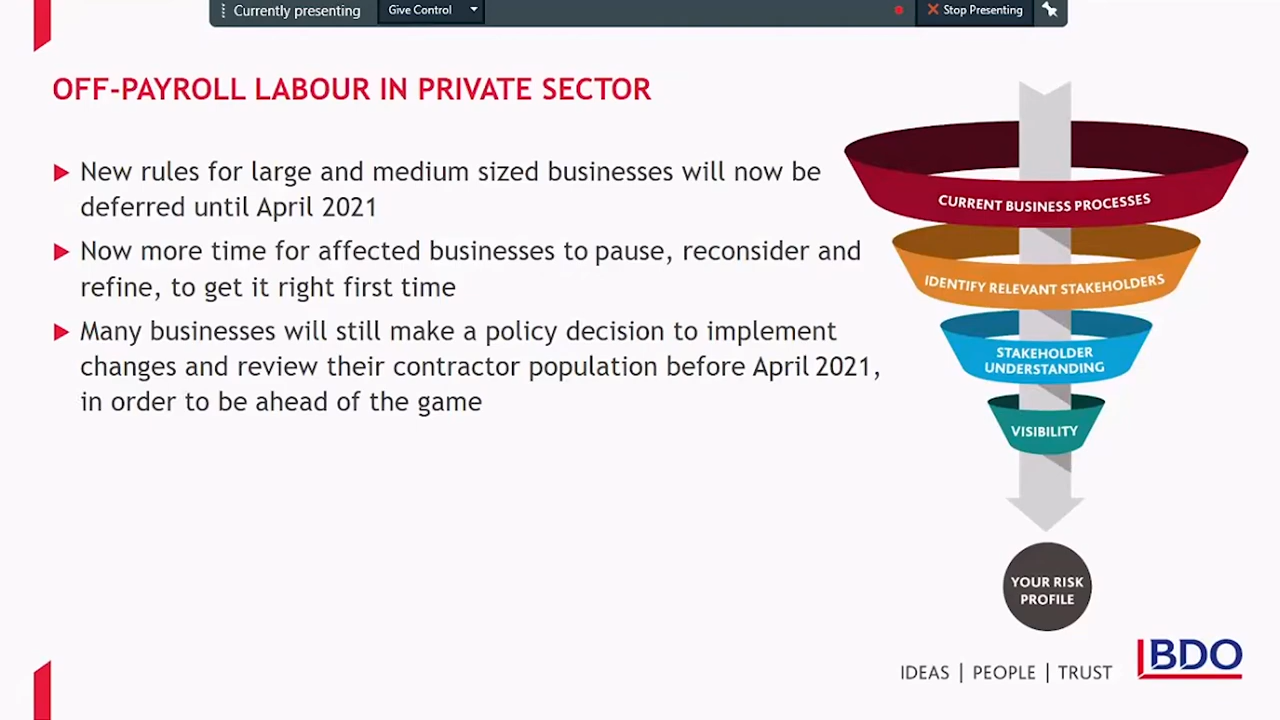 Currently presenting
Give Control
Stop Presenting
OFF-PAYROLL LABOUR IN PRIVATE SECTOR
New rules for large and medium sized businesses will now be
deferred until April 2021
Now more time for affected businesses to pause, reconsider and
refine, to get it right first time
Many businesses will still make a policy decision to implement
changes and review their contractor population before April 2021,
in order to be ahead of the game
CURRENT BUSINESS PROCESSES
IDENTIFY RELEVANT STAKEHOLDERS
STAKEHOLDER
UNDERSTANDING
VISIBILITY
YOUR RISK
PROFILE
IDEAS | PEOPLE | TRUST
BDO